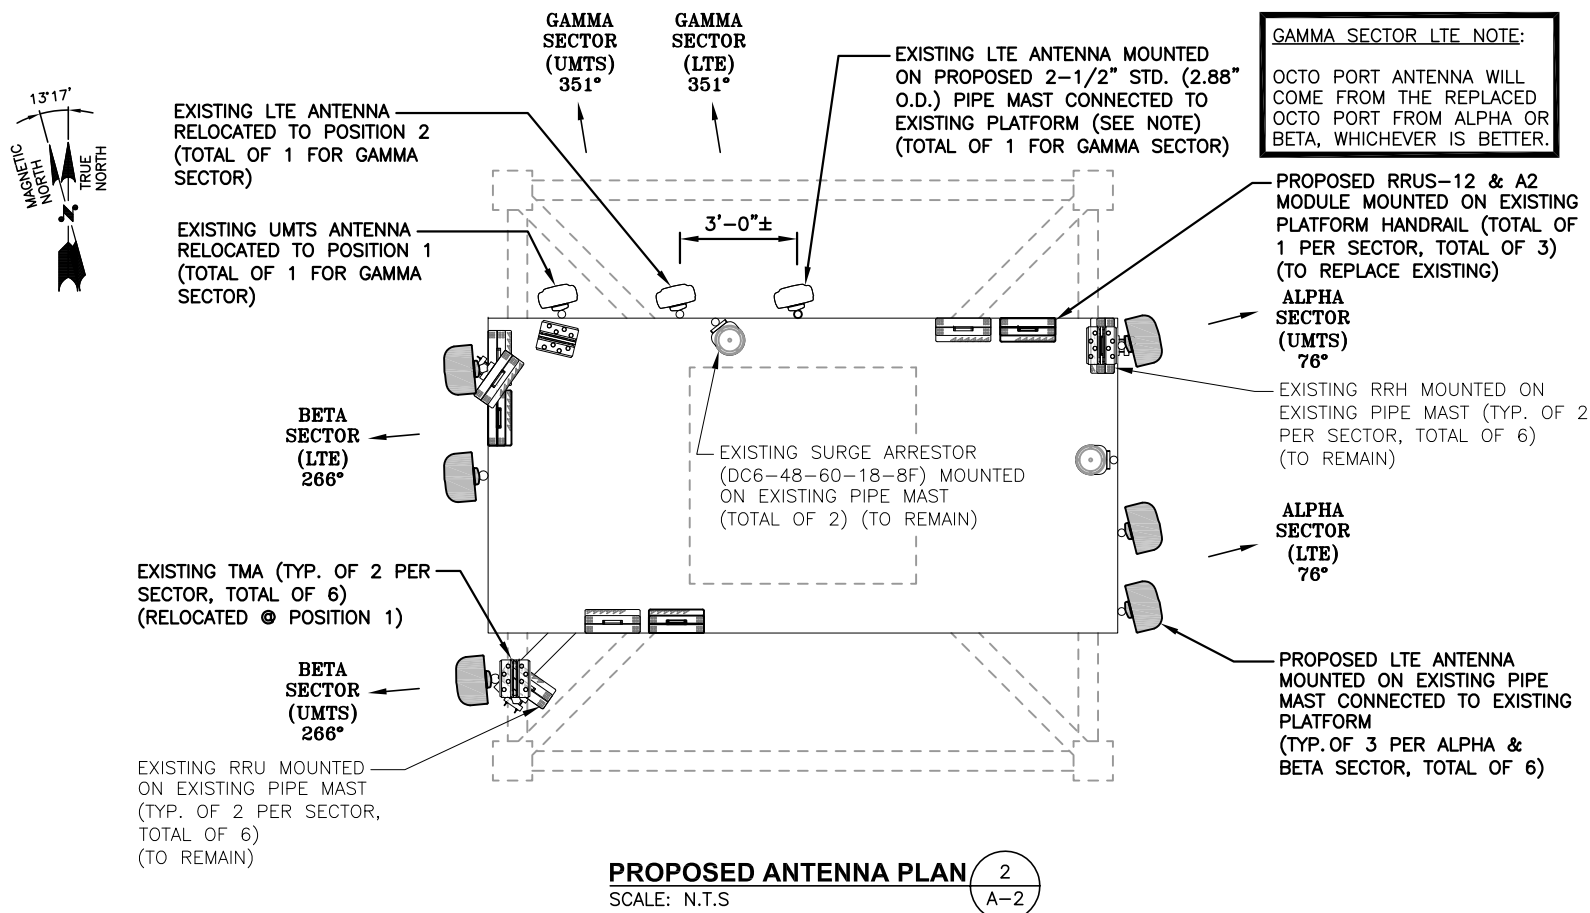 GAMMA
SECTOR
(UMTS)
351°
GAMMA
SECTOR
(LTE)
351°
EXISTING LTE ANTENNA MOUNTED
ON PROPOSED 2-1/2" STD. (2.88"
O.D.) PIPE MAST CONNECTED TO
EXISTING PLATFORM (SEE NOTE)
(TOTAL OF 1 FOR GAMMA SECTOR)
GAMMA SECTOR LTE NOTE:
OCTO PORT ANTENNA WILL
COME FROM THE REPLACED
OCTO PORT FROM ALPHA OR
BETA, WHICHEVER IS BETTER.
13°17'
MAGNETIC
NORTH
TRUE
NORTH
N
EXISTING LTE ANTENNA
RELOCATED TO POSITION 2
(TOTAL OF 1 FOR GAMMA
SECTOR)
EXISTING UMTS ANTENNA
RELOCATED TO POSITION 1
(TOTAL OF 1 FOR GAMMA
SECTOR)
3'-0"±
PROPOSED RRUS-12 & A2
MODULE MOUNTED ON EXISTING
PLATFORM HANDRAIL (TOTAL OF
1 PER SECTOR, TOTAL OF 3)
(TO REPLACE EXISTING)
ALPHA
SECTOR
(UMTS)
76°
EXISTING RRH MOUNTED ON
EXISTING PIPE MAST (TYP. OF 2
PER SECTOR, TOTAL OF 6)
(TO REMAIN)
BETA
SECTOR
(LTE)
266°
EXISTING SURGE ARRESTOR
(DC6-48-60-18-8F) MOUNTED
ON EXISTING PIPE MAST
(TOTAL OF 2) (TO REMAIN)
ALPHA
SECTOR
(LTE)
76°
EXISTING TMA (TYP. OF 2 PER
SECTOR, TOTAL OF 6)
(RELOCATED @ POSITION 1)
BETA
SECTOR
(UMTS)
266°
PROPOSED LTE ANTENNA
MOUNTED ON EXISTING PIPE
MAST CONNECTED TO EXISTING
PLATFORM
(TYP. OF 3 PER ALPHA &
BETA SECTOR, TOTAL OF 6)
EXISTING RRU MOUNTED
ON EXISTING PIPE MAST
(TYP. OF 2 PER SECTOR,
TOTAL OF 6)
(TO REMAIN)
PROPOSED ANTENNA PLAN
SCALE: N.T.S
2
A-2